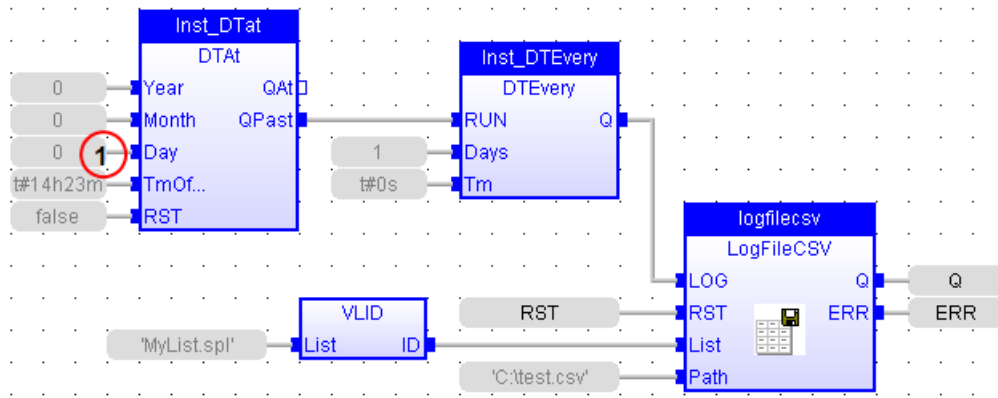 Inst_DTat
DTAt
0 Year QAt
0 Month QPast
0 1 Day
t#14h23m TmOf...
false RST
Inst_DTEvery
DTEvery
RUN Q
1 Days
t#0s Tm
logfilecsv
LogFileCSV
LOG Q Q
RST RST ERR ERR
VLID
'MyList.spl' List ID List
'C:\test.csv' Path